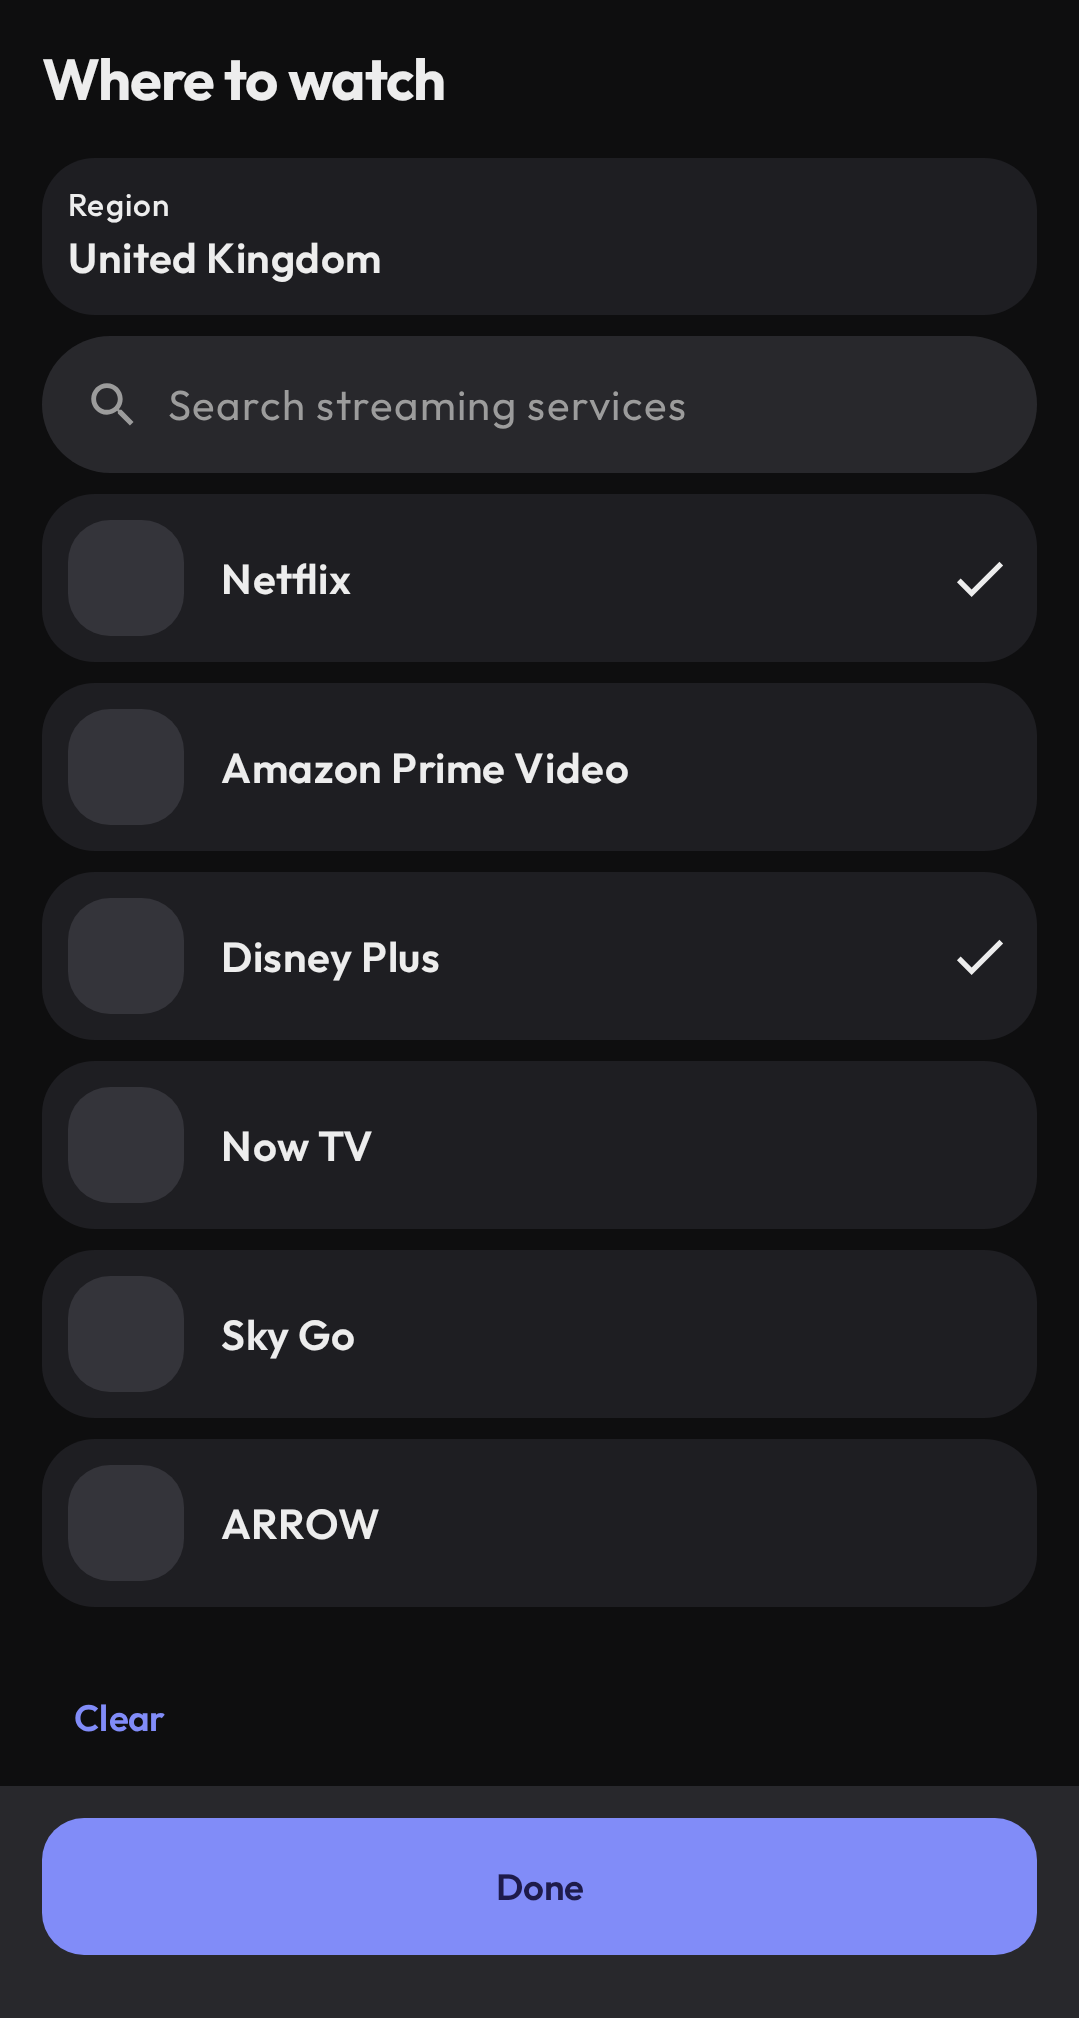 Where to watch
Region
United Kingdom
Search streaming services
Netflix
Amazon Prime Video
Disney Plus
Now TV
Sky Go
ARROW
Clear
Done